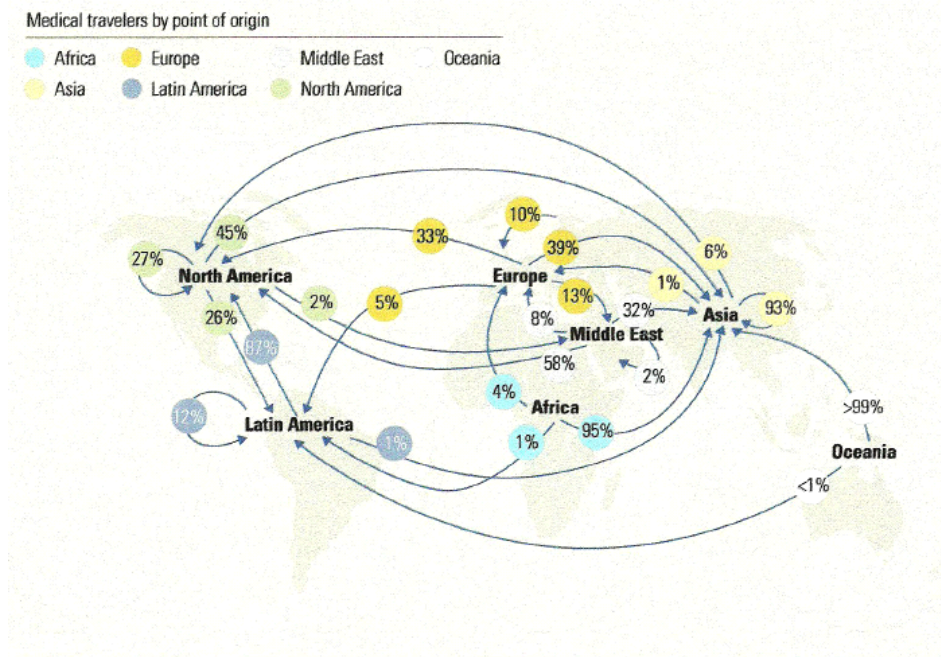 Medical travelers by point of origin
Africa Europe Middle East Oceania
Asia Latin America North America
45%
10%
33%
39%
6%
27%
North America
Europe
1%
2%
5%
13%
93%
26%
8%
32%
Asia
Middle East
87%
58%
2%
4%
Africa
>99%
12%
Latin America
1%
1%
95%
Oceania
<1%